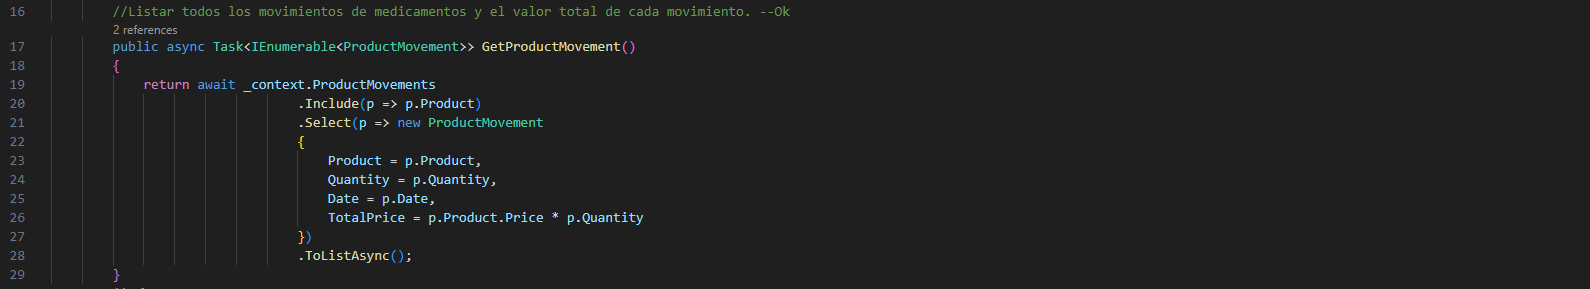 16 //Listar todos los movimientos de medicamentos y el valor total de cada movimiento. --Ok
2 references
17 public async Task<IEnumerable<ProductMovement>> GetProductMovement()
18 {
19 return await _context.ProductMovements
20 .Include(p => p.Product)
21 .Select(p => new ProductMovement
22 {
23 Product = p.Product,
24 Quantity = p.Quantity,
25 Date = p.Date,
26 TotalPrice = p.Product.Price * p.Quantity
27 })
28 .ToListAsync();
29 }